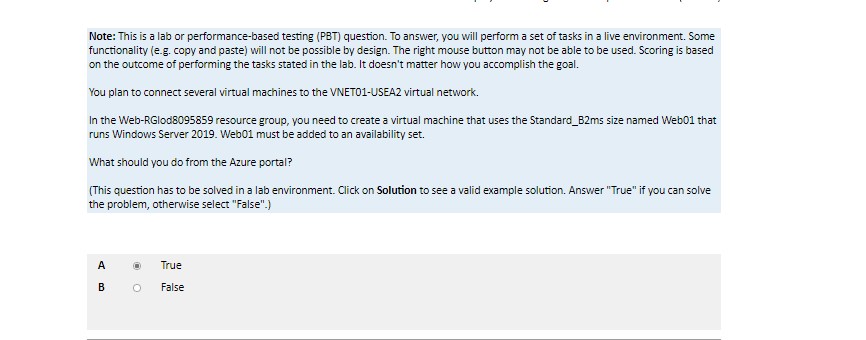 Note: This is a lab or performance-based testing (PBT) question. To answer, you will perform a set of tasks in a live environment. Some
functionality (e.g. copy and paste) will not be possible by design. The right mouse button may not be able to be used. Scoring is based
on the outcome of performing the tasks stated in the lab. It doesn't matter how you accomplish the goal.
You plan to connect several virtual machines to the VNET01-USEA2 virtual network.
In the Web-RGlod8095859 resource group, you need to create a virtual machine that uses the Standard_B2ms size named Web01 that
runs Windows Server 2019. Web01 must be added to an availability set.
What should you do from the Azure portal?
(This question has to be solved in a lab environment. Click on Solution to see a valid example solution. Answer "True" if you can solve
the problem, otherwise select "False".)
A True
B False